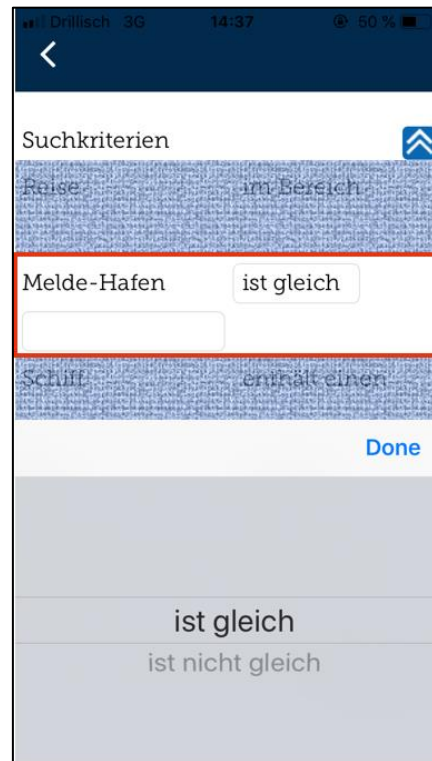 Drillisch 3G 14:37 50 %
Suchkriterien
Reise im Bereich
Melde-Hafen ist gleich
Schiff enthält einen
Done
ist gleich
ist nicht gleich